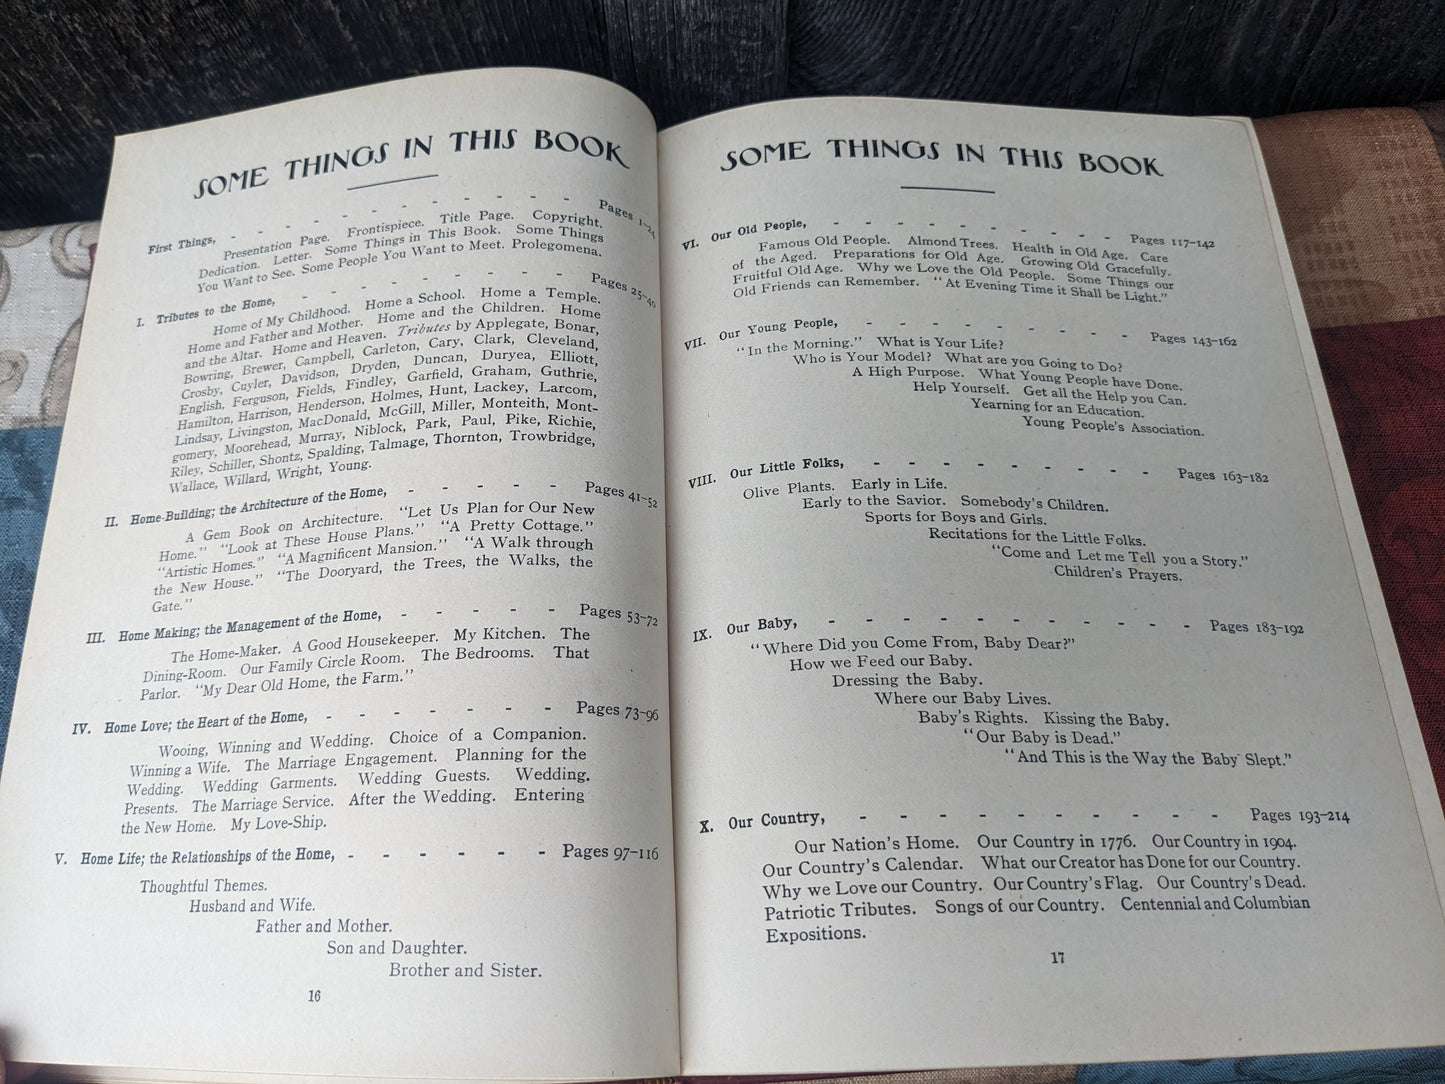 SOME THINGS IN THIS BOOK
First Things, - - - - - - - - Pages 1-24
Presentation Page. Frontispiece. Title Page. Copyright.
Dedication. Letter. Some Things in This Book. Some Things
You Want to See. Some People You Want to Meet. Prolegomena.
I. Tributes to the Home, - - - - - - - Pages 25-40
Home of My Childhood. Home a School. Home a Temple.
Home and Father and Mother. Home and the Children. Home
and the Altar. Home and Heaven. Tributes by Applegate, Bonar,
Bowring, Brewer, Campbell, Carleton, Cary, Clark, Cleveland,
Crosby, Cuyler, Davidson, Dryden, Duncan, Duryea, Elliott,
English, Ferguson, Fields, Findley, Garfield, Graham, Guthrie,
Hamilton, Harrison, Henderson, Holmes, Hunt, Lackey, Larcom,
Lindsay, Livingston, MacDonald, McGill, Miller, Monteith, Mont-
gomery, Moorehead, Murray, Niblock, Park, Paul, Pike, Richie,
Riley, Schiller, Shontz, Spalding, Talmage, Thornton, Trowbridge,
Wallace, Willard, Wright, Young.
II. Home-Building; the Architecture of the Home, - - - - - Pages 41-52
A Gem Book on Architecture. "Let Us Plan for Our New
Home." "Look at These House Plans." "A Pretty Cottage."
"Artistic Homes." "A Magnificent Mansion." "A Walk through
the New House." "The Dooryard, the Trees, the Walks, the
Gate."
III. Home Making; the Management of the Home, - - - - - Pages 53-72
The Home-Maker. A Good Housekeeper. My Kitchen. The
Dining-Room. Our Family Circle Room. The Bedrooms. That
Parlor. "My Dear Old Home, the Farm."
IV. Home Love; the Heart of the Home, - - - - - - - Pages 73-96
Wooing, Winning and Wedding. Choice of a Companion.
Winning a Wife. The Marriage Engagement. Planning for the
Wedding. Wedding Garments. Wedding Guests. Wedding.
Presents. The Marriage Service. After the Wedding. Entering
the New Home. My Love-Ship.
V. Home Life; the Relationships of the Home, - - - - - - Pages 97-116
Thoughtful Themes.
Husband and Wife.
Father and Mother.
Son and Daughter.
Brother and Sister.
16
SOME THINGS IN THIS BOOK
VI. Our Old People, - - - - - - - - - Pages 117-142
Famous Old People. Almond Trees. Health in Old Age. Care
of the Aged. Preparations for Old Age. Growing Old Gracefully.
Fruitful Old Age. Why we Love the Old People. Some Things our
Old Friends can Remember. "At Evening Time it Shall be Light."
VII. Our Young People, - - - - - - - - - Pages 143-162
"In the Morning." What is Your Life?
Who is Your Model? What are you Going to Do?
A High Purpose. What Young People have Done.
Help Yourself. Get all the Help you Can.
Yearning for an Education.
Young People's Association.
VIII. Our Little Folks, - - - - - - - - - Pages 163-182
Olive Plants. Early in Life.
Early to the Savior. Somebody's Children.
Sports for Boys and Girls.
Recitations for the Little Folks.
"Come and Let me Tell you a Story."
Children's Prayers.
IX. Our Baby, - - - - - - - - - - - Pages 183-192
"Where Did you Come From, Baby Dear?"
How we Feed our Baby.
Dressing the Baby.
Where our Baby Lives.
Baby's Rights. Kissing the Baby.
"Our Baby is Dead."
"And This is the Way the Baby Slept."
X. Our Country, - - - - - - - - - - Pages 193-214
Our Nation's Home. Our Country in 1776. Our Country in 1904.
Our Country's Calendar. What our Creator has Done for our Country.
Why we Love our Country. Our Country's Flag. Our Country's Dead.
Patriotic Tributes. Songs of our Country. Centennial and Columbian
Expositions.
17